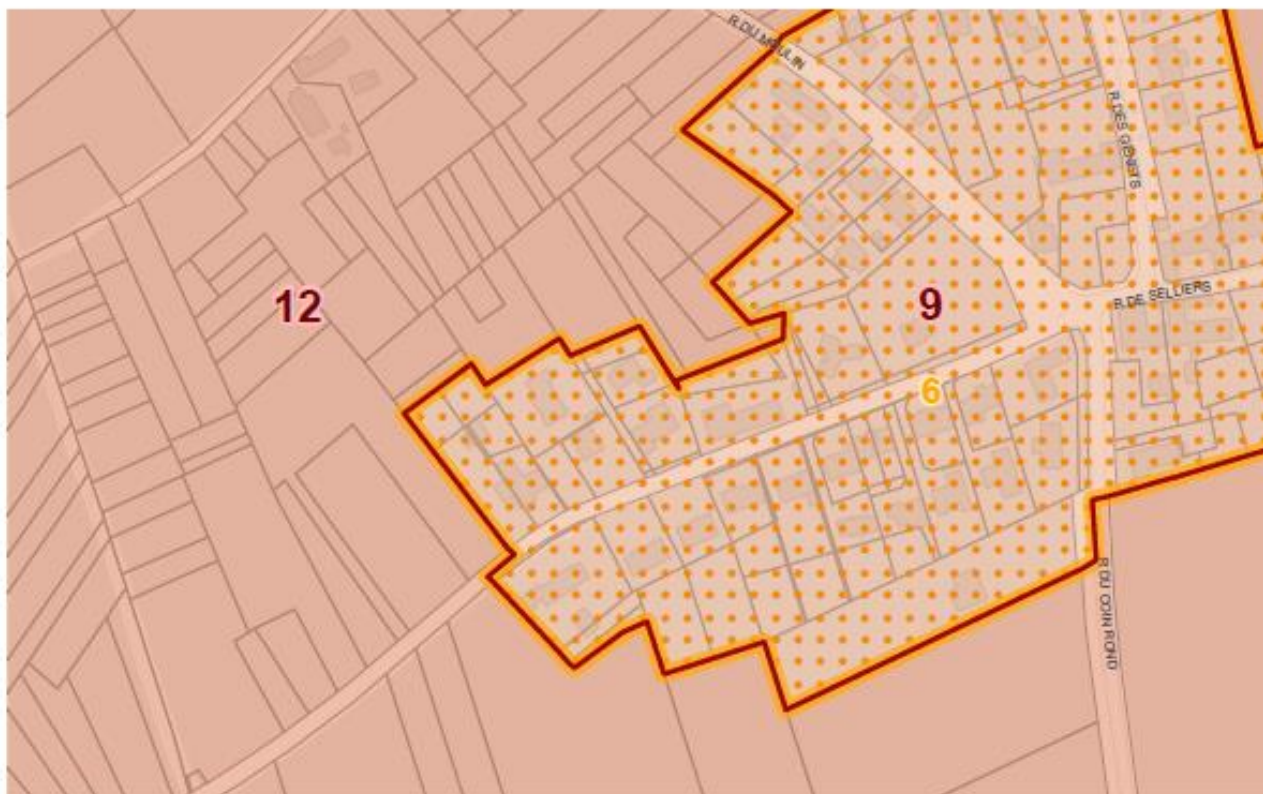 R. DU MOULIN
R. DES GENETS
12
9
R. DE SELLIERS
6
R. DU COIN ROND